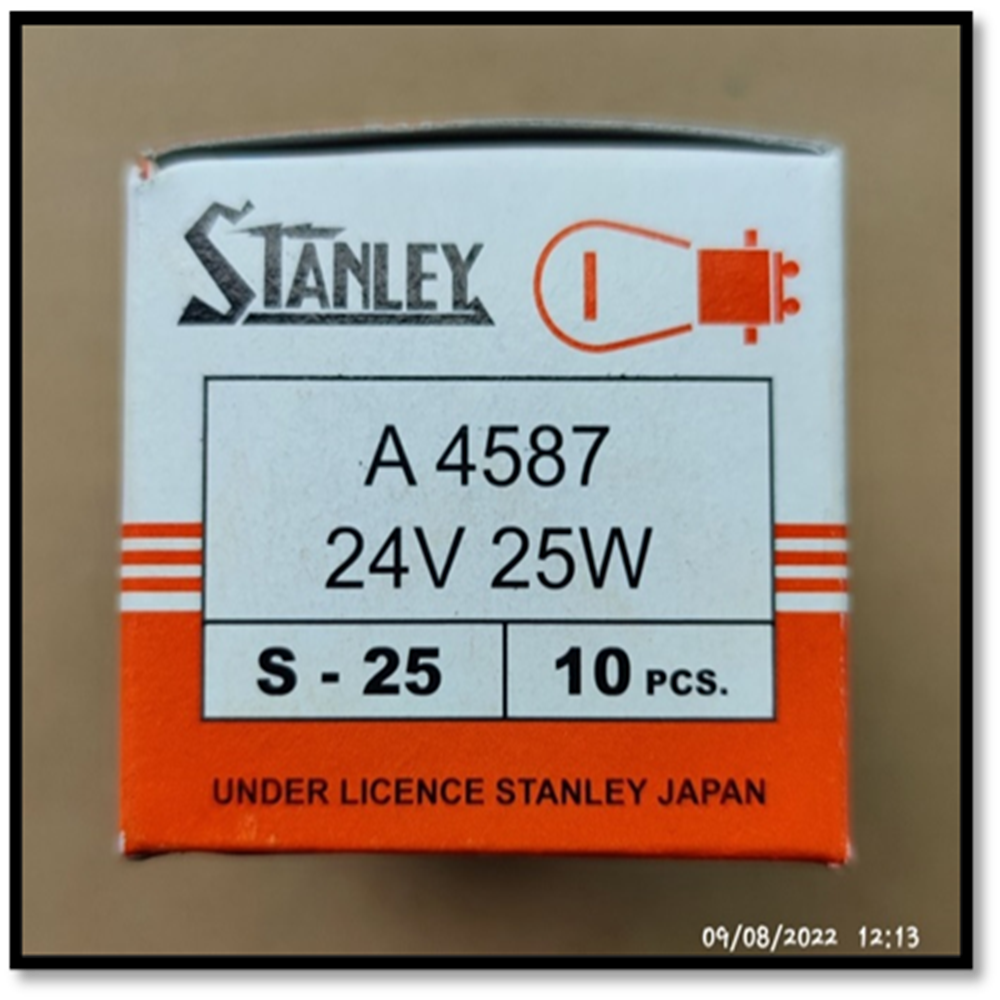 STANLEY
A 4587
24V 25W
S - 25
10 PCS.
UNDER LICENCE STANLEY JAPAN
09/08/2022 12:13